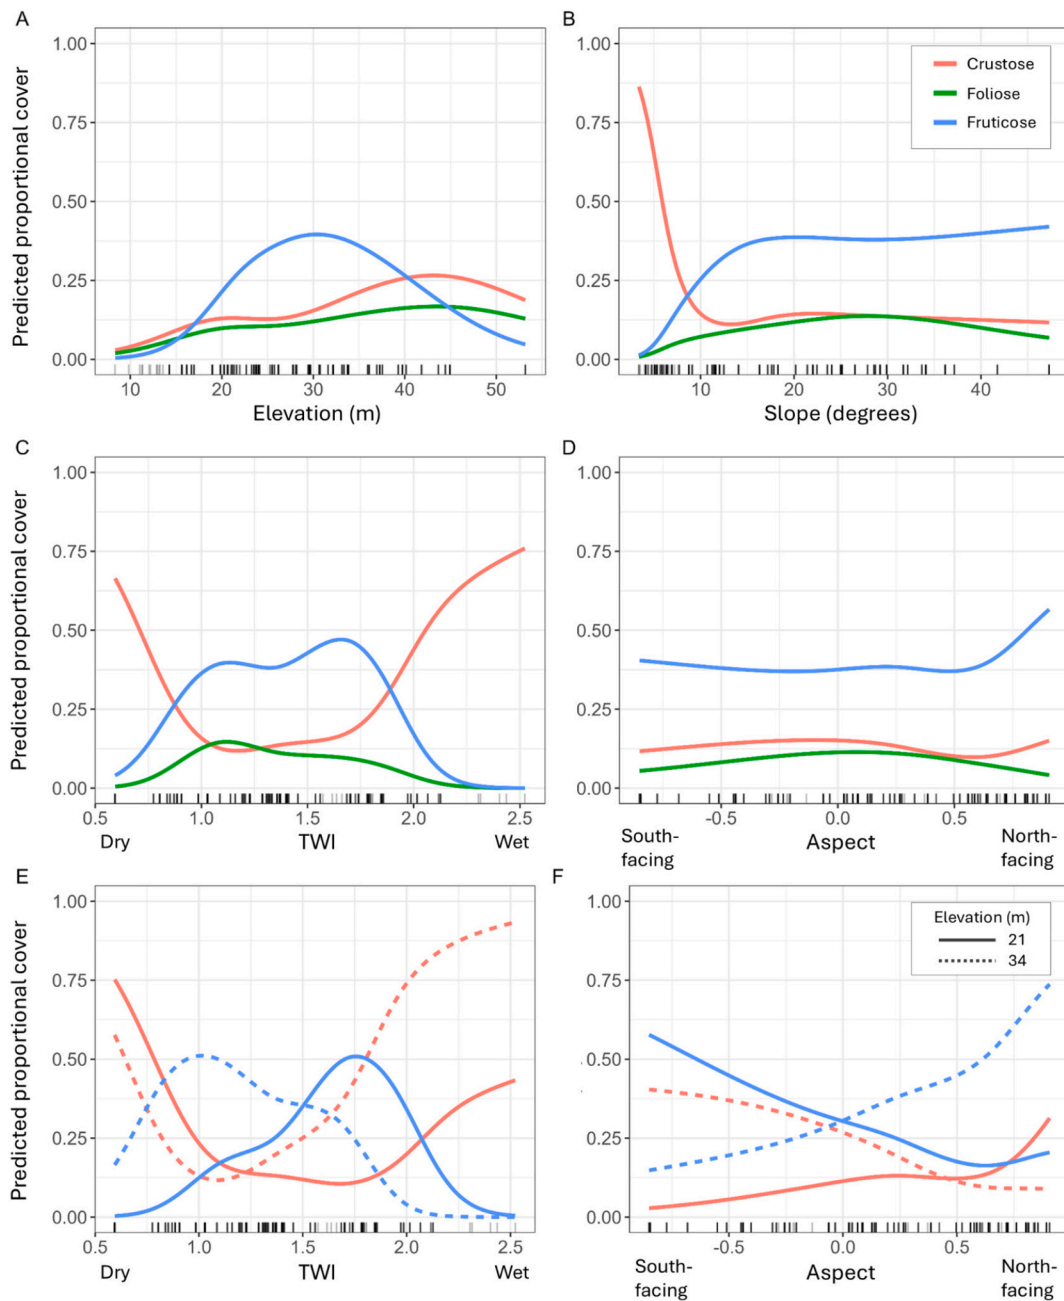 A
B
Predicted proportional cover
1.00
0.75
0.50
0.25
0.00
10 20 30 40 50
Elevation (m)
1.00
0.75
0.50
0.25
0.00
Crustose
Foliose
Fruticose
10 20 30 40
Slope (degrees)
C
D
Predicted proportional cover
1.00
0.75
0.50
0.25
0.00
0.5 1.0 1.5 2.0 2.5
Dry TWI Wet
1.00
0.75
0.50
0.25
0.00
-0.5 0.0 0.5
South-facing Aspect North-facing
E
F
Predicted proportional cover
1.00
0.75
0.50
0.25
0.00
0.5 1.0 1.5 2.0 2.5
Dry TWI Wet
1.00
0.75
0.50
0.25
0.00
Elevation (m)
21
34
-0.5 0.0 0.5
South-facing Aspect North-facing